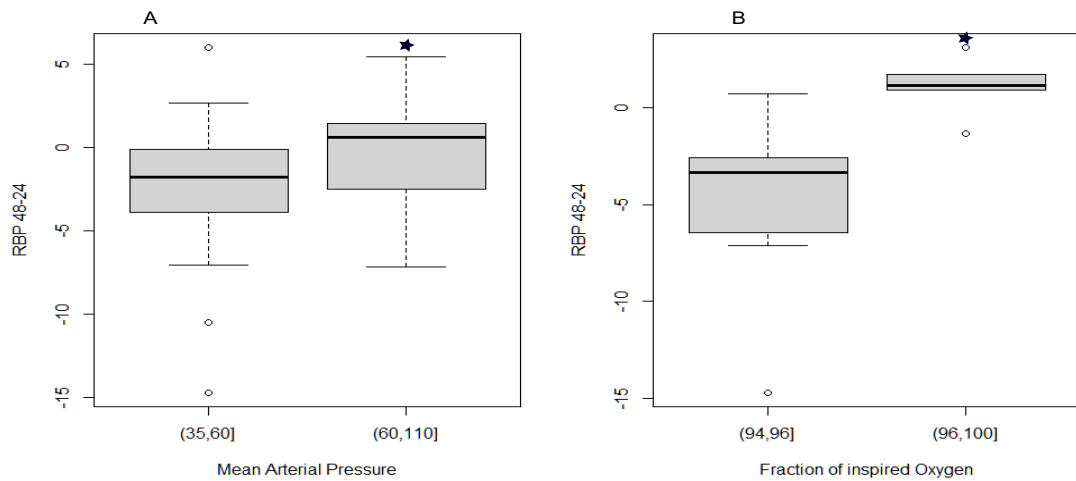 A
RBP 48-24
5
0
-5
-10
-15
(35,60]
(60,110]
Mean Arterial Pressure
B
RBP 48-24
0
-5
-10
-15
(94,96]
(96,100]
Fraction of inspired Oxygen